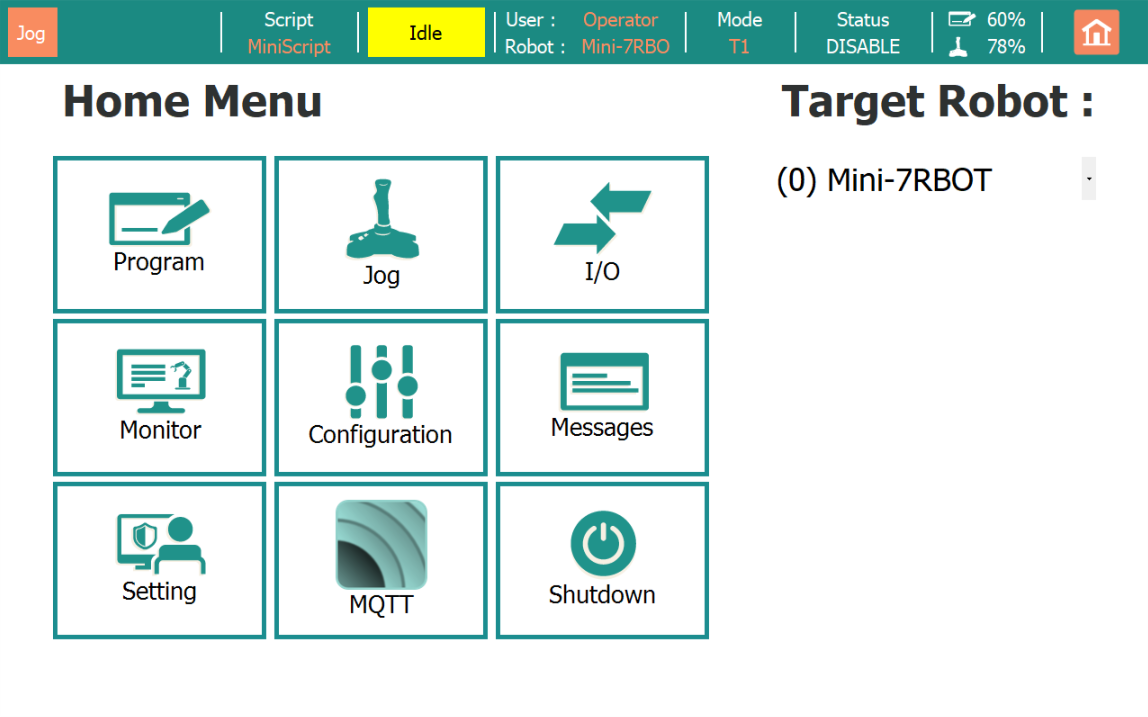 Jog
Script
MiniScript
Idle
User : Operator
Robot : Mini-7RBO
Mode
T1
Status
DISABLE
60%
78%
Home Menu
Target Robot :
(0) Mini-7RBOT
Program
Jog
I/O
Monitor
Configuration
Messages
Setting
MQTT
Shutdown